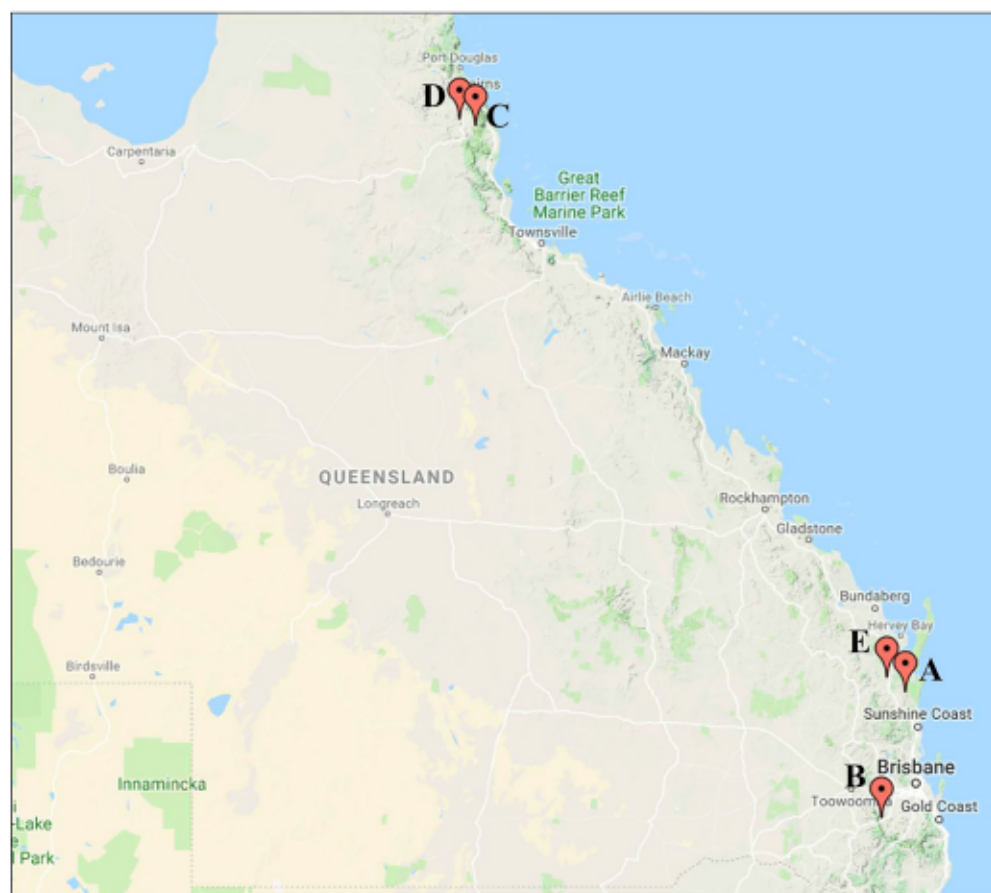 Port Douglas
D
C
Carpentaria
Great
Barrier Reef
Marine Park
Townsville
Airlie Beach
Mount Isa
Mackay
Boulia
QUEENSLAND
Longreach
Rockhampton
Gladstone
Bedourie
Bundaberg
Hervey Bay
E
A
Birdsville
Sunshine Coast
Innamincka
B
Brisbane
Gold Coast
-Lake
Park